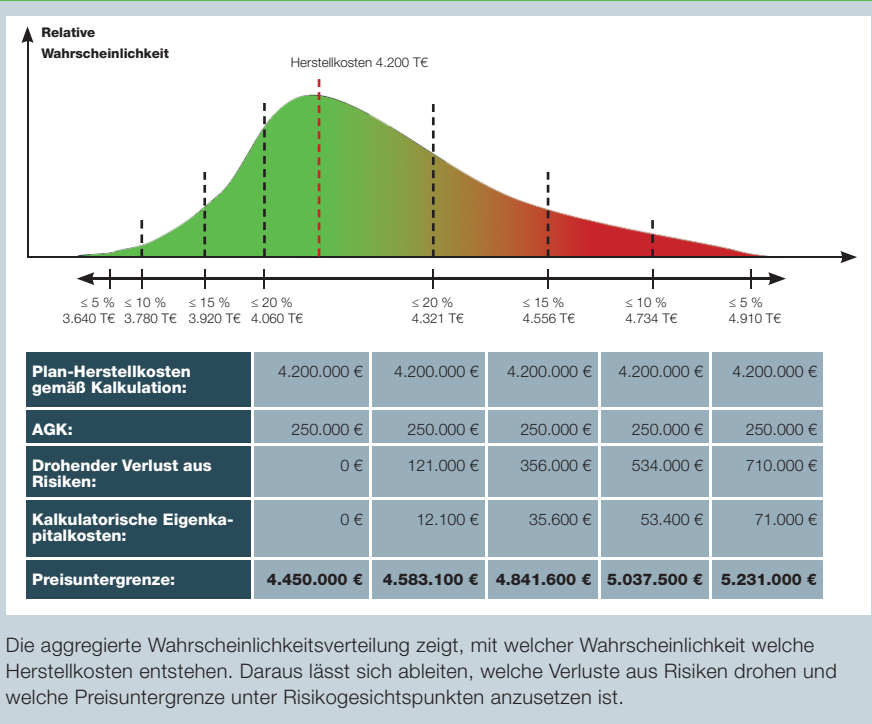 Relative
Wahrscheinlichkeit
Herstellkosten 4.200 T€
≤ 5 % ≤ 10 % ≤ 15 % ≤ 20 % ≤ 20 % ≤ 15 % ≤ 10 % ≤ 5 %
3.640 T€ 3.780 T€ 3.920 T€ 4.060 T€ 4.321 T€ 4.556 T€ 4.734 T€ 4.910 T€
Plan-Herstellkosten
gemäß Kalkulation: 4.200.000 € 4.200.000 € 4.200.000 € 4.200.000 € 4.200.000 €
AGK: 250.000 € 250.000 € 250.000 € 250.000 € 250.000 €
Drohender Verlust aus
Risiken: 0 € 121.000 € 356.000 € 534.000 € 710.000 €
Kalkulatorische Eigenka-
pitalkosten: 0 € 12.100 € 35.600 € 53.400 € 71.000 €
Preisuntergrenze: 4.450.000 € 4.583.100 € 4.841.600 € 5.037.500 € 5.231.000 €
Die aggregierte Wahrscheinlichkeitsverteilung zeigt, mit welcher Wahrscheinlichkeit welche
Herstellkosten entstehen. Daraus lässt sich ableiten, welche Verluste aus Risiken drohen und
welche Preisuntergrenze unter Risikogesichtspunkten anzusetzen ist.